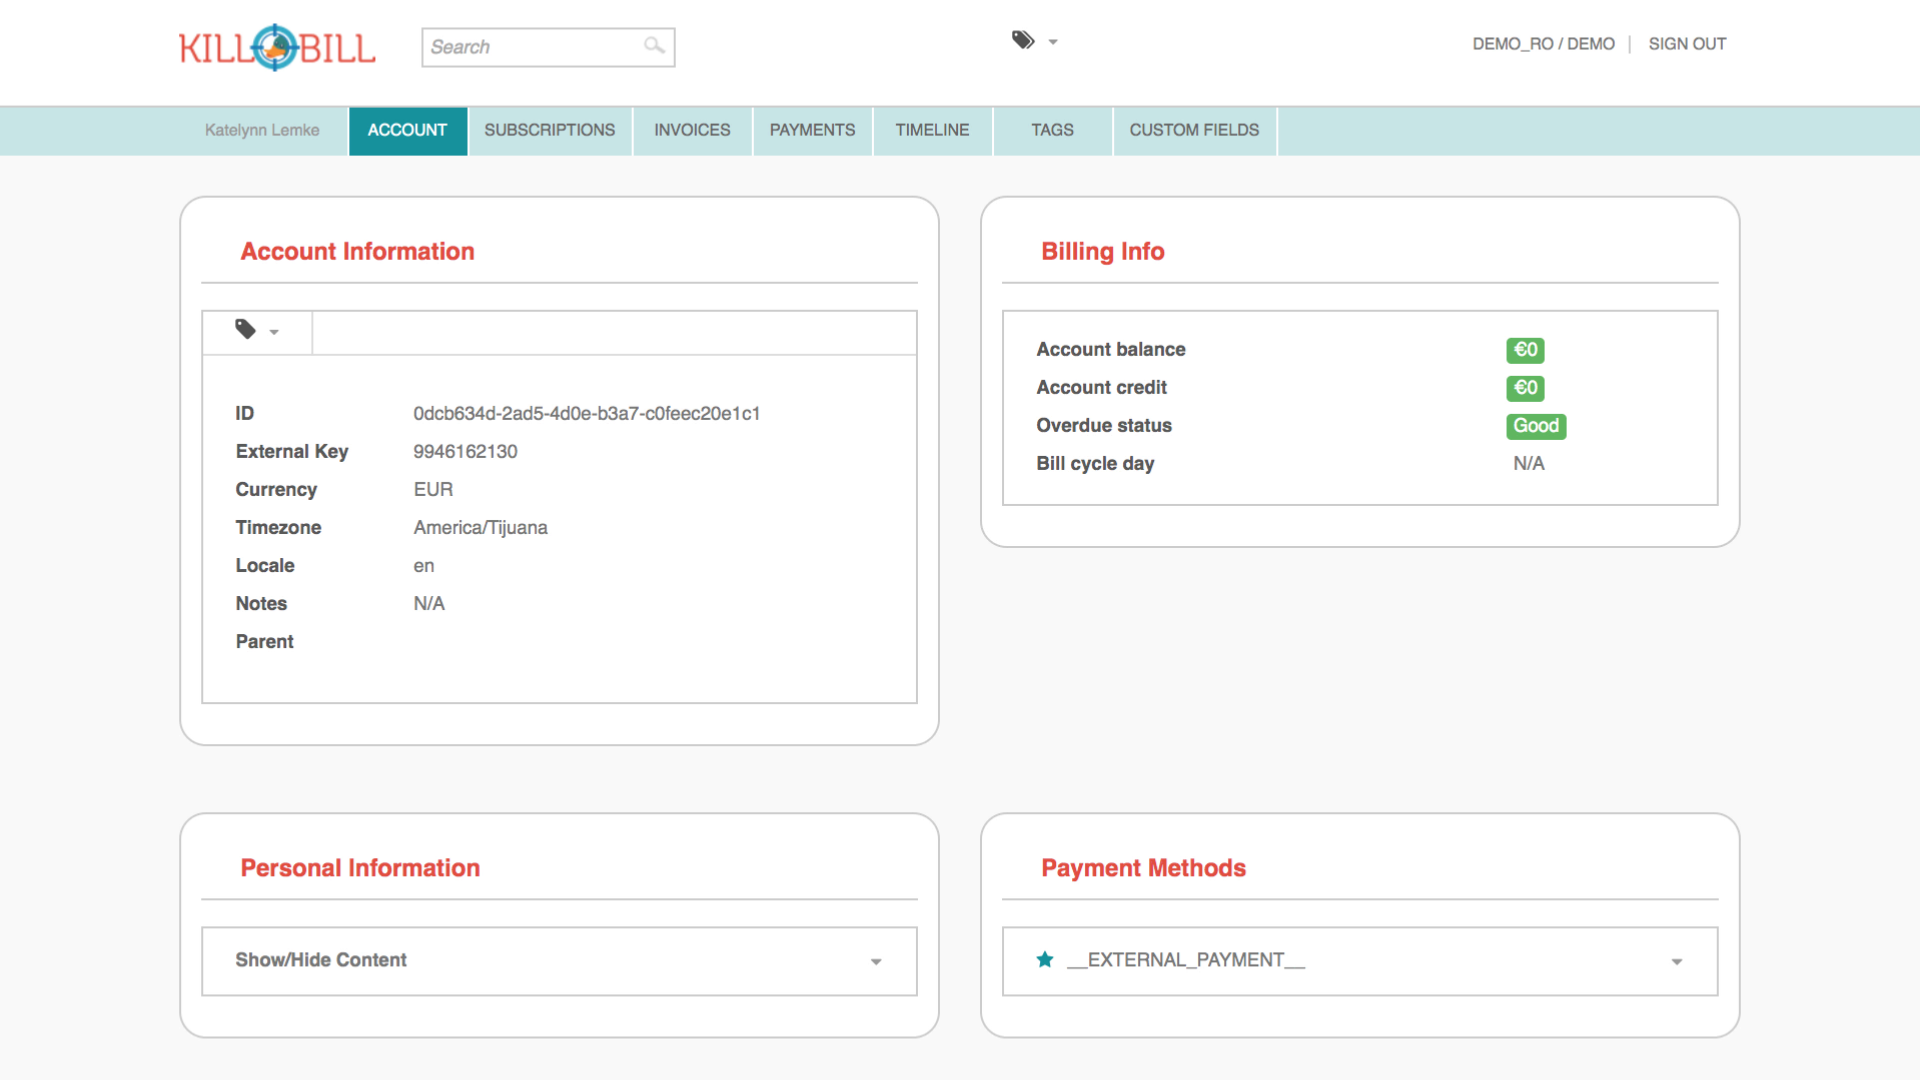 KILL BILL
Search
DEMO_RO / DEMO | SIGN OUT
Katelynn Lemke
ACCOUNT
SUBSCRIPTIONS
INVOICES
PAYMENTS
TIMELINE
TAGS
CUSTOM FIELDS
Account Information
ID 0dcb634d-2ad5-4d0e-b3a7-c0feec20e1c1
External Key 9946162130
Currency EUR
Timezone America/Tijuana
Locale en
Notes N/A
Parent
Billing Info
Account balance €0
Account credit €0
Overdue status Good
Bill cycle day N/A
Personal Information
Show/Hide Content
Payment Methods
__EXTERNAL_PAYMENT__